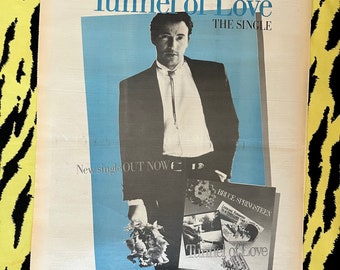 Tunnel of Love
THE SINGLE
New single OUT NOW
BRUCE SPRINGSTEEN
Tunnel of Love